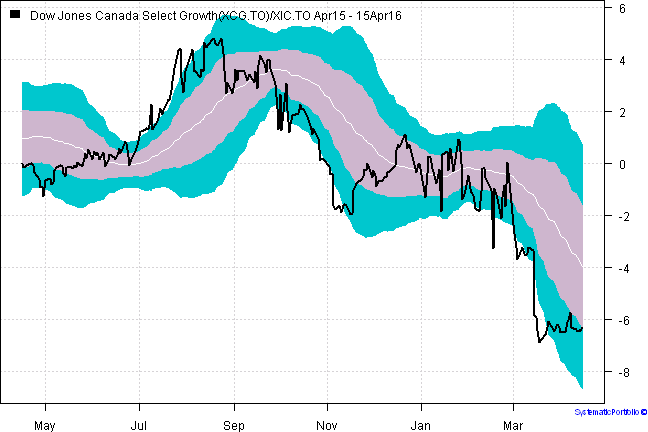 Dow Jones Canada Select Growth(XCG.TO)/XIC.TO Apr15 - 15Apr16
6
4
2
0
-2
-4
-6
-8
May Jul Sep Nov Jan Mar
SystematicPortfolio ©